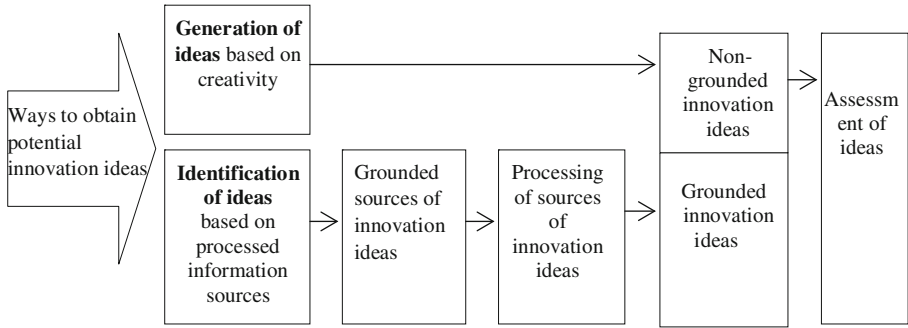 Ways to obtain
potential
innovation ideas
Generation of
ideas based on
creativity
Identification
of ideas
based on
processed
information
sources
Grounded
sources of
innovation
ideas
Processing
of sources
of
innovation
ideas
Non-
grounded
innovation
ideas
Grounded
innovation
ideas
Assessm
ent of
ideas